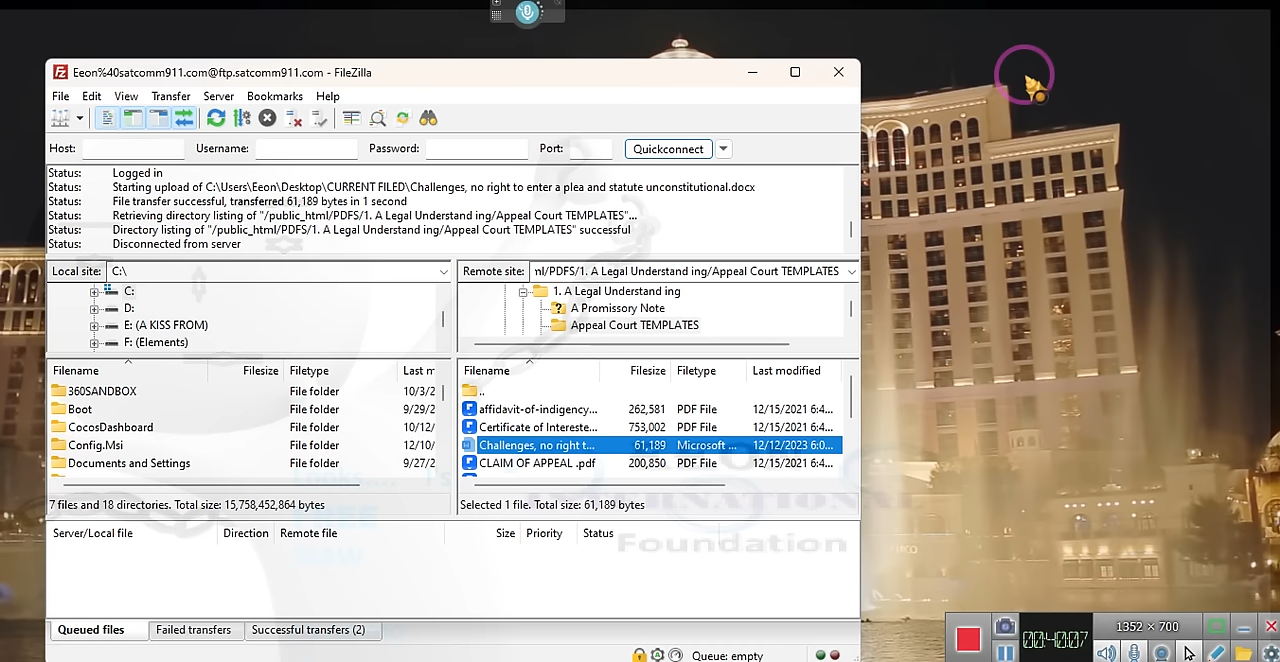 Eeon%40satcomm911.com@ftp.satcomm911.com - FileZilla
File Edit View Transfer Server Bookmarks Help
Host: Username: Password: Port: Quickconnect
Status: Logged in
Status: Starting upload of C:\Users\Eeon\Desktop\CURRENT FILED\Challenges, no right to enter a plea and statute unconstitutional.docx
Status: File transfer successful, transferred 61,189 bytes in 1 second
Status: Retrieving directory listing of "/public_html/PDFS/1. A Legal Understand ing/Appeal Court TEMPLATES"...
Status: Directory listing of "/public_html/PDFS/1. A Legal Understand ing/Appeal Court TEMPLATES" successful
Status: Disconnected from server
Local site: C:\
C:
D:
E: (A KISS FROM)
F: (Elements)
Remote site: nl/PDFS/1. A Legal Understand ing/Appeal Court TEMPLATES
1. A Legal Understand ing
? A Promissory Note
Appeal Court TEMPLATES
Filename Filesize Filetype Last m
360SANDBOX File folder 10/3/2
Boot File folder 9/29/2
CocosDashboard File folder 10/12/
Config.Msi File folder 12/10/
Documents and Settings File folder 9/27/2
7 files and 18 directories. Total size: 15,758,452,864 bytes
Filename Filesize Filetype Last modified
..
affidavit-of-indigency... 262,581 PDF File 12/15/2021 6:4...
Certificate of Intereste... 753,002 PDF File 12/15/2021 6:4...
Challenges, no right t... 61,189 Microsoft ... 12/12/2023 6:0...
CLAIM OF APPEAL .pdf 200,850 PDF File 12/15/2021 6:4...
Selected 1 file. Total size: 61,189 bytes
Server/Local file Direction Remote file Size Priority Status
Foundation
Queued files Failed transfers Successful transfers (2)
Queue: empty
1352 × 700
00:40:07